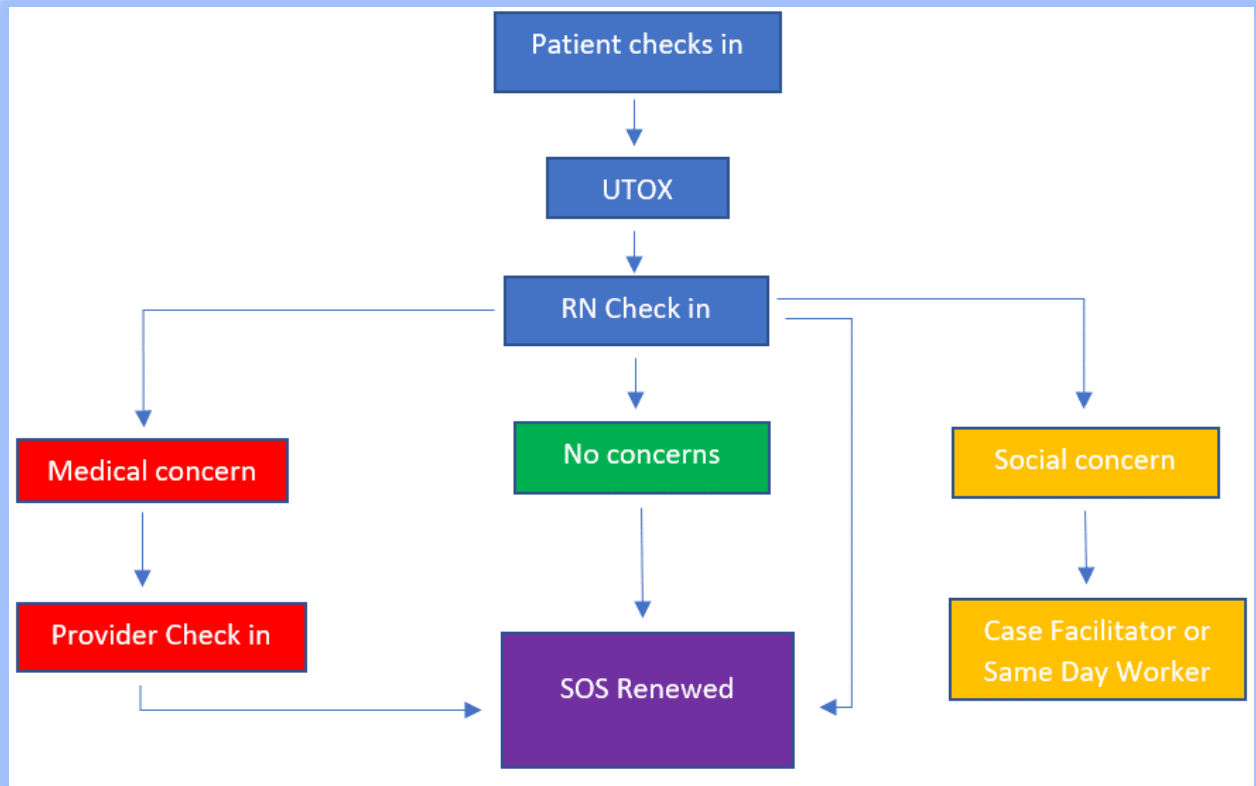 Patient checks in
UTOX
RN Check in
Medical concern
No concerns
Social concern
Provider Check in
SOS Renewed
Case Facilitator or
Same Day Worker